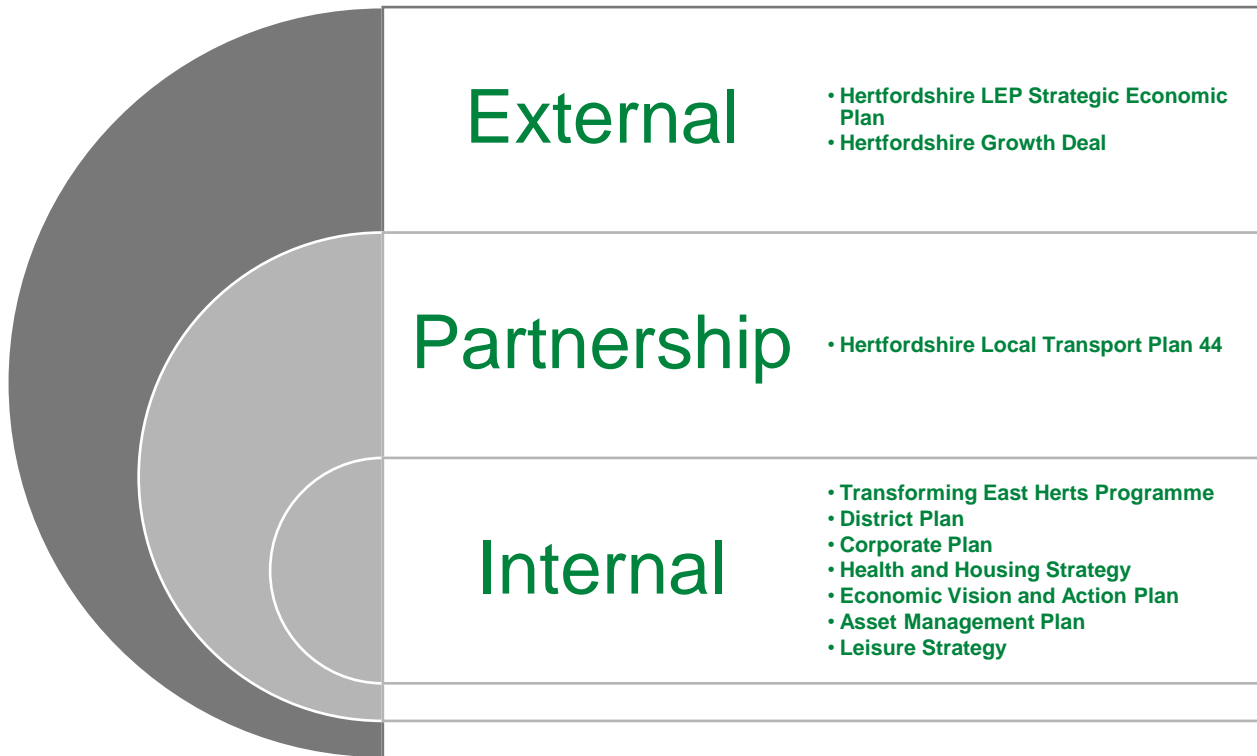 External
• Hertfordshire LEP Strategic Economic
Plan
• Hertfordshire Growth Deal
Partnership
• Hertfordshire Local Transport Plan 44
Internal
• Transforming East Herts Programme
• District Plan
• Corporate Plan
• Health and Housing Strategy
• Economic Vision and Action Plan
• Asset Management Plan
• Leisure Strategy